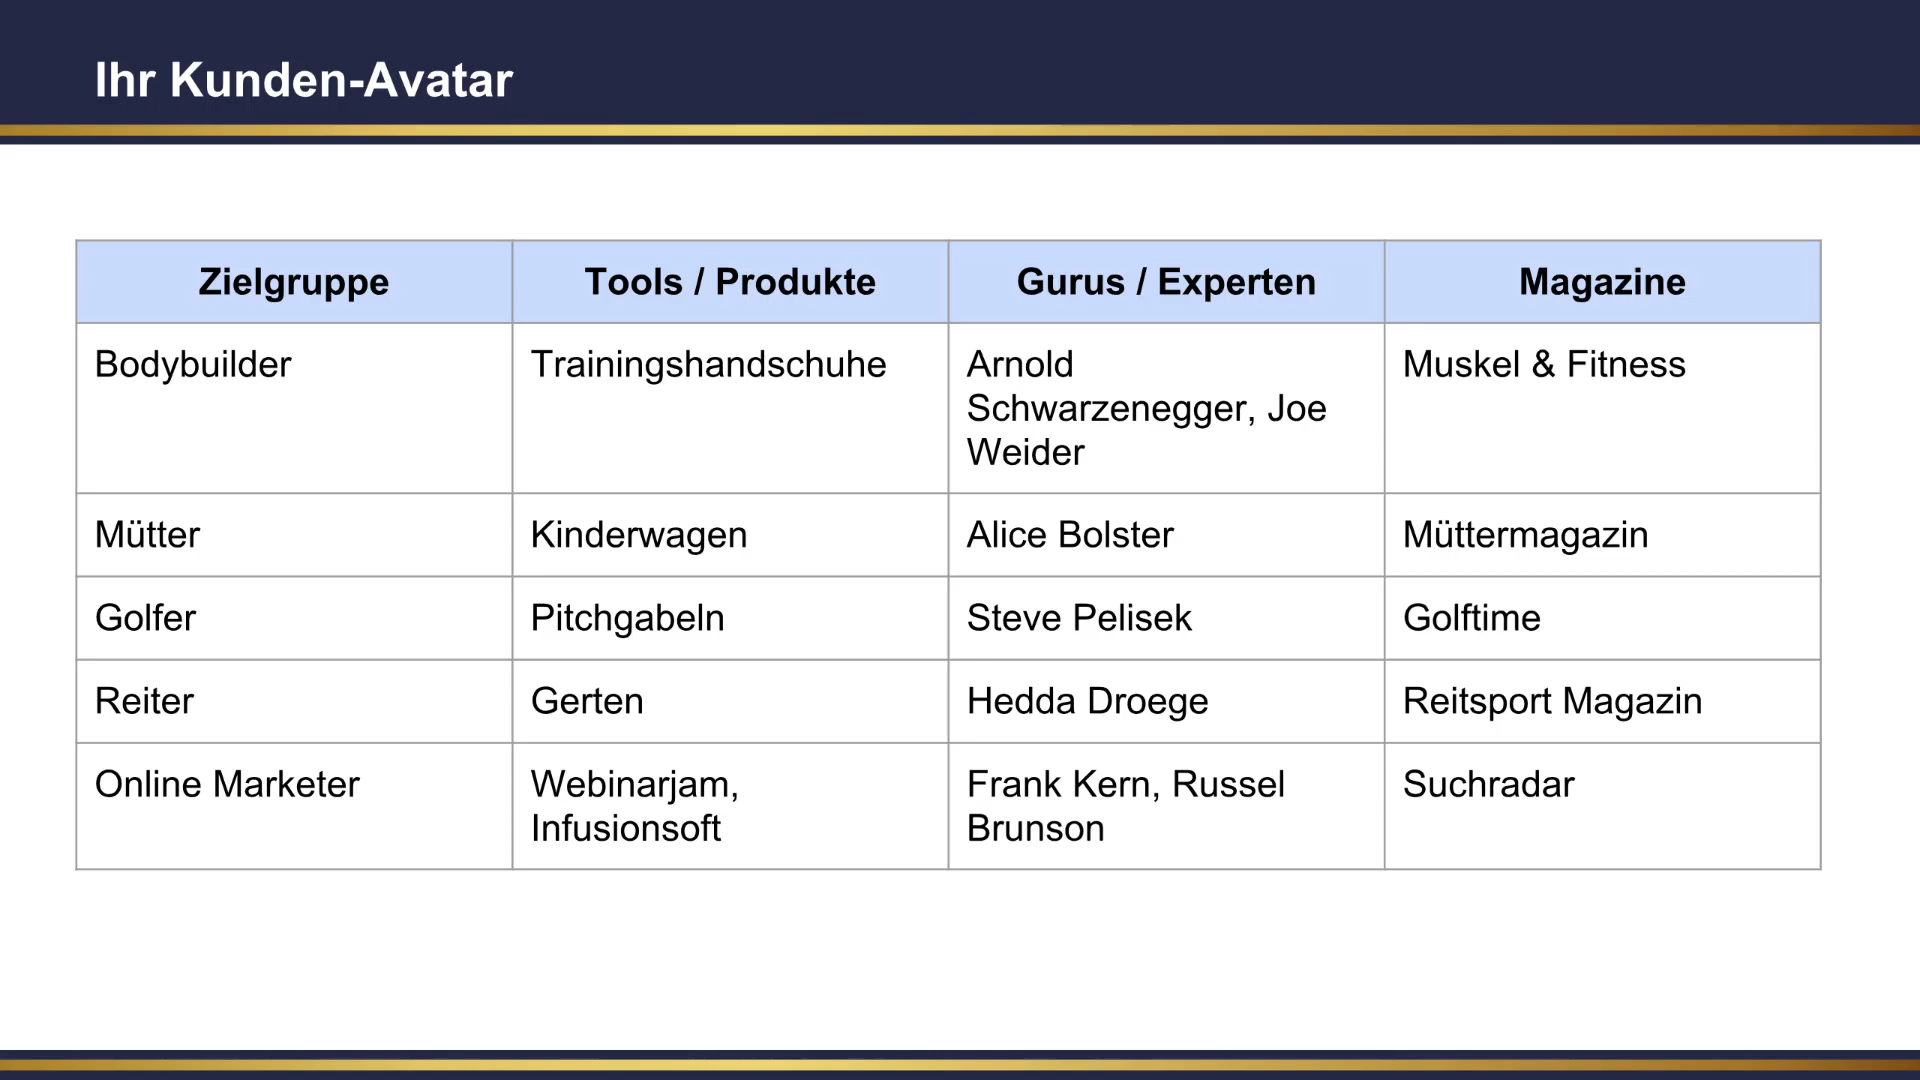 Ihr Kunden-Avatar
Zielgruppe Tools / Produkte Gurus / Experten Magazine
Bodybuilder Trainingshandschuhe Arnold Muskel & Fitness
Schwarzenegger, Joe
Weider
Mütter Kinderwagen Alice Bolster Müttermagazin
Golfer Pitchgabeln Steve Pelisek Golftime
Reiter Gerten Hedda Droege Reitsport Magazin
Online Marketer Webinarjam, Frank Kern, Russel Suchradar
Infusionsoft Brunson